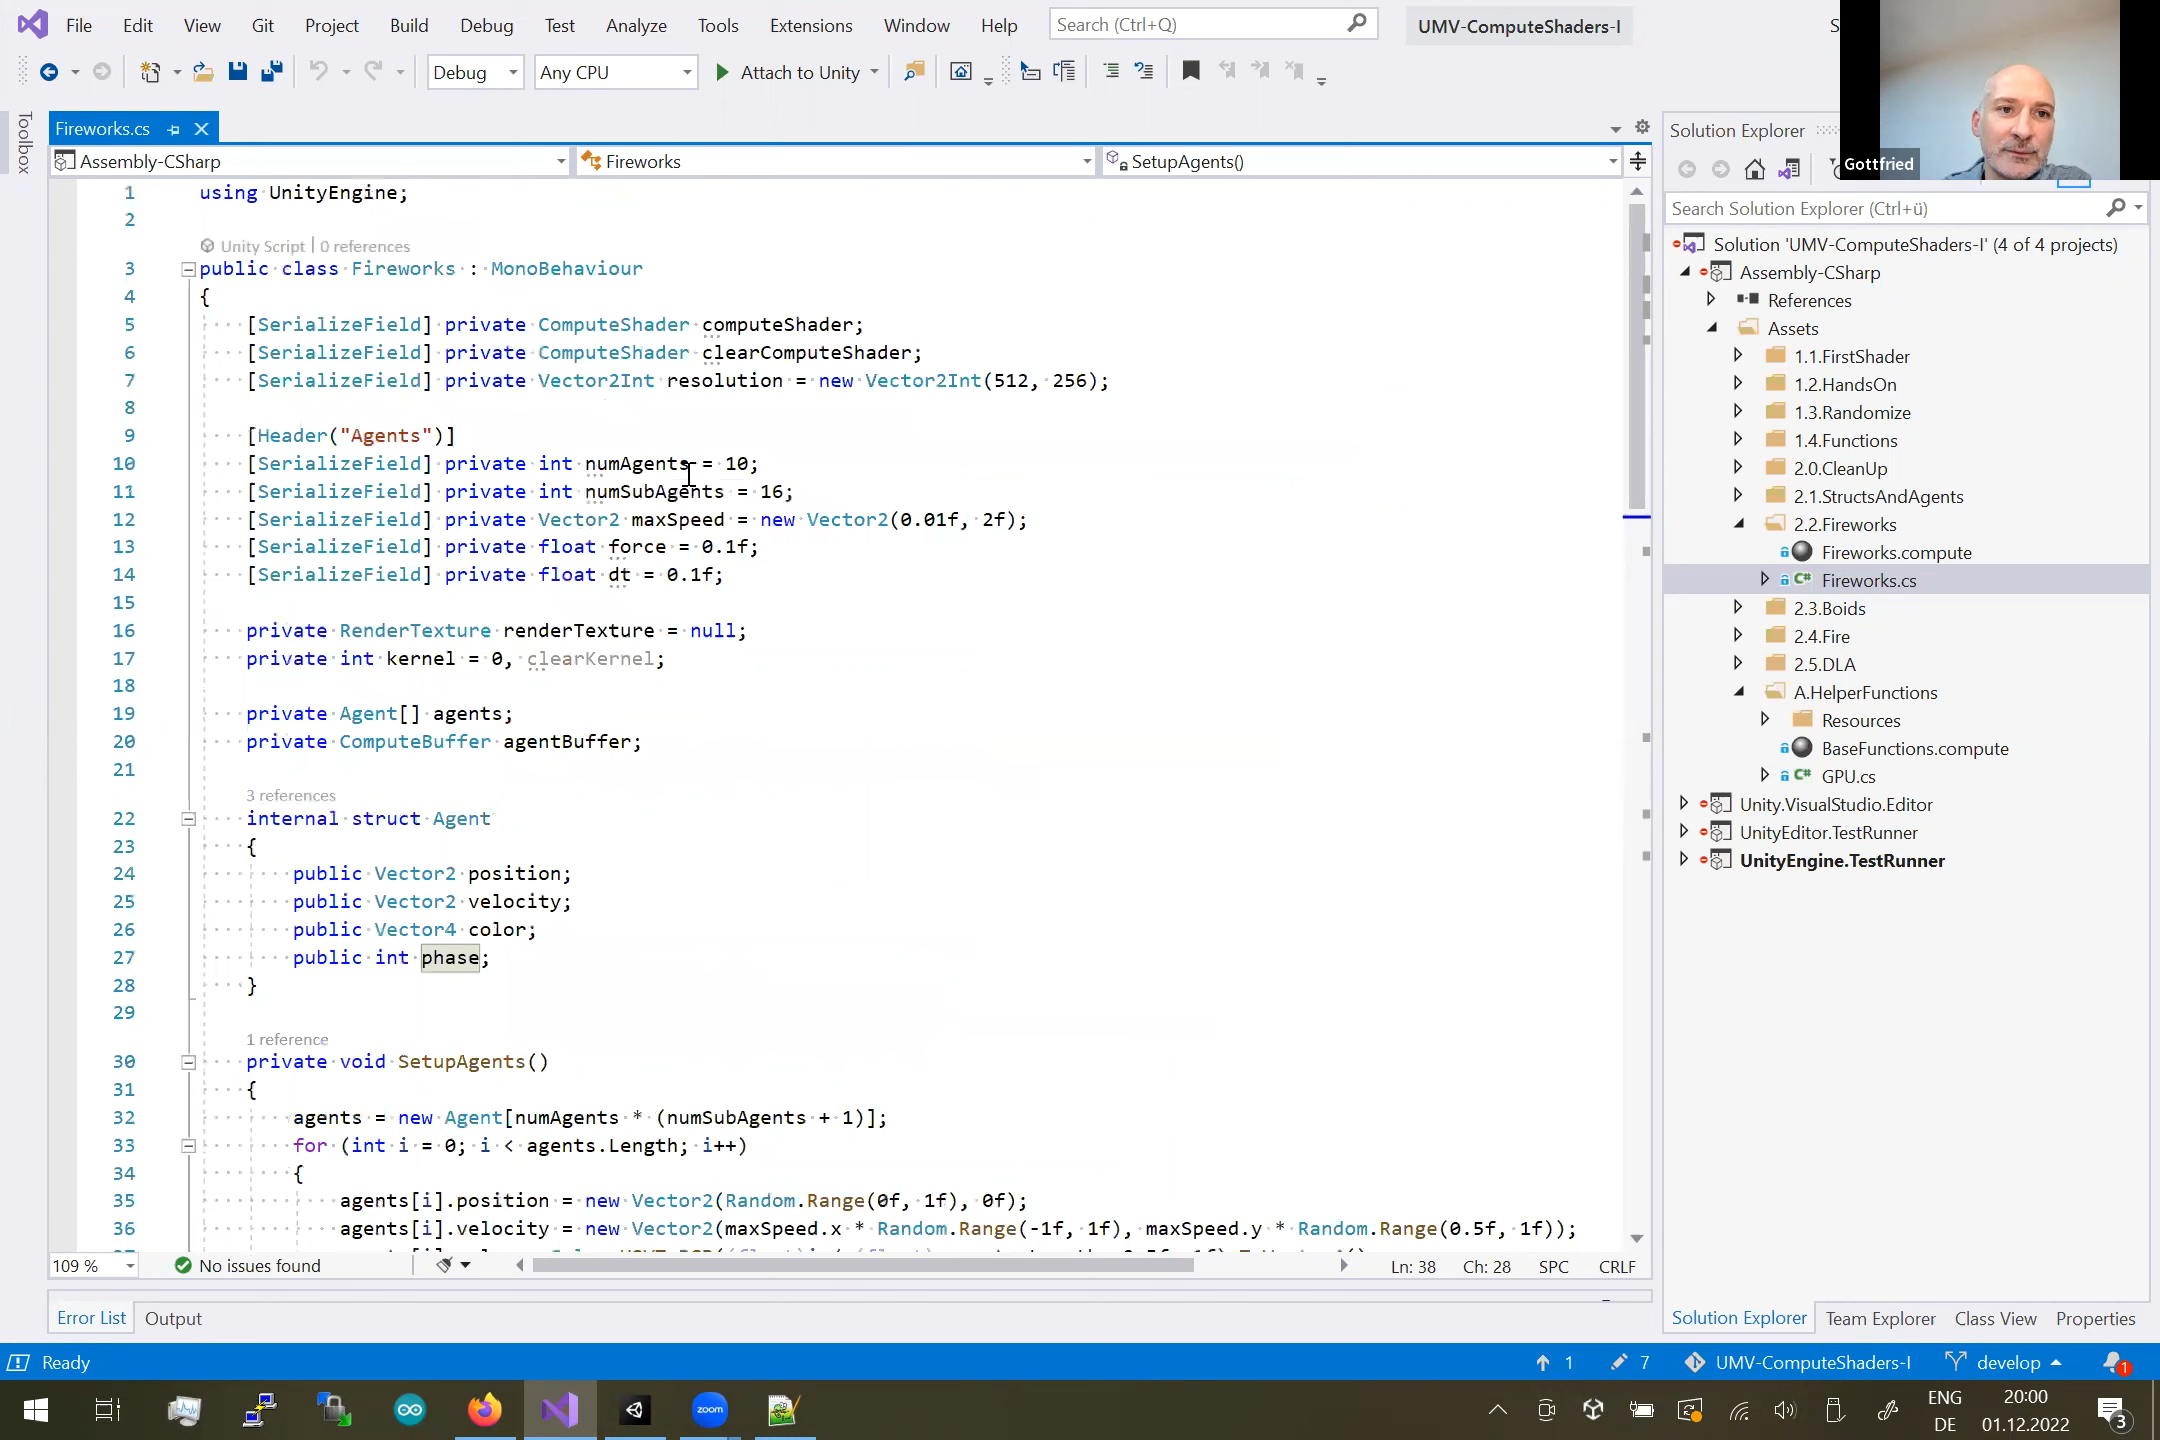 File Edit View Git Project Build Debug Test Analyze Tools Extensions Window Help Search (Ctrl+Q) UMV-ComputeShaders-I
Debug Any CPU Attach to Unity
Gottfried
Toolbox
Fireworks.cs
Assembly-CSharp Fireworks SetupAgents()
1 using UnityEngine;
2
Unity Script | 0 references
3 public class Fireworks : MonoBehaviour
4 {
5 [SerializeField] private ComputeShader computeShader;
6 [SerializeField] private ComputeShader clearComputeShader;
7 [SerializeField] private Vector2Int resolution = new Vector2Int(512, 256);
8
9 [Header("Agents")]
10 [SerializeField] private int numAgents = 10;
11 [SerializeField] private int numSubAgents = 16;
12 [SerializeField] private Vector2 maxSpeed = new Vector2(0.01f, 2f);
13 [SerializeField] private float force = 0.1f;
14 [SerializeField] private float dt = 0.1f;
15
16 private RenderTexture renderTexture = null;
17 private int kernel = 0, clearKernel;
18
19 private Agent[] agents;
20 private ComputeBuffer agentBuffer;
21
3 references
22 internal struct Agent
23 {
24 public Vector2 position;
25 public Vector2 velocity;
26 public Vector4 color;
27 public int phase;
28 }
29
1 reference
30 private void SetupAgents()
31 {
32 agents = new Agent[numAgents * (numSubAgents + 1)];
33 for (int i = 0; i < agents.Length; i++)
34 {
35 agents[i].position = new Vector2(Random.Range(0f, 1f), 0f);
36 agents[i].velocity = new Vector2(maxSpeed.x * Random.Range(-1f, 1f), maxSpeed.y * Random.Range(0.5f, 1f));
109 % No issues found Ln: 38 Ch: 28 SPC CRLF
Error List Output
Solution Explorer
Search Solution Explorer (Ctrl+ü)
Solution 'UMV-ComputeShaders-I' (4 of 4 projects)
Assembly-CSharp
References
Assets
1.1.FirstShader
1.2.HandsOn
1.3.Randomize
1.4.Functions
2.0.CleanUp
2.1.StructsAndAgents
2.2.Fireworks
Fireworks.compute
C# Fireworks.cs
2.3.Boids
2.4.Fire
2.5.DLA
A.HelperFunctions
Resources
BaseFunctions.compute
C# GPU.cs
Unity.VisualStudio.Editor
UnityEditor.TestRunner
UnityEngine.TestRunner
Solution Explorer Team Explorer Class View Properties
Ready 1 7 UMV-ComputeShaders-I develop 1
zoom
ENG
DE
20:00
01.12.2022
3